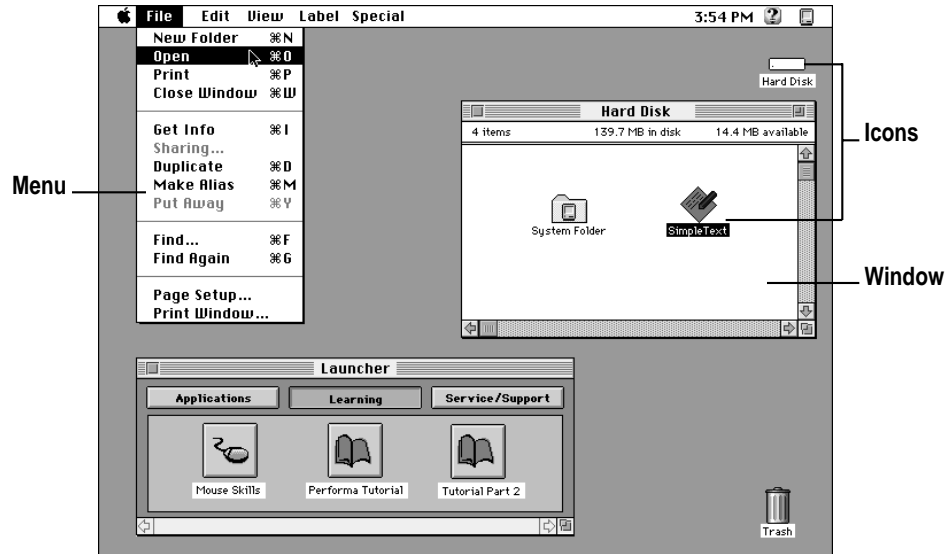 File Edit View Label Special 3:54 PM
New Folder ⌘N
Open ⌘O
Print ⌘P
Close Window ⌘W
Get Info ⌘I
Sharing...
Duplicate ⌘D
Make Alias ⌘M
Put Away ⌘Y
Find... ⌘F
Find Again ⌘G
Page Setup...
Print Window...
Menu
Hard Disk
Icons
Hard Disk
4 items 139.7 MB in disk 14.4 MB available
System Folder SimpleText
Window
Launcher
Applications Learning Service/Support
Mouse Skills Performa Tutorial Tutorial Part 2
Trash